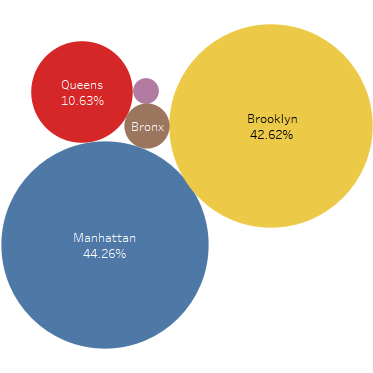 Queens
10.63%
Bronx
Brooklyn
42.62%
Manhattan
44.26%